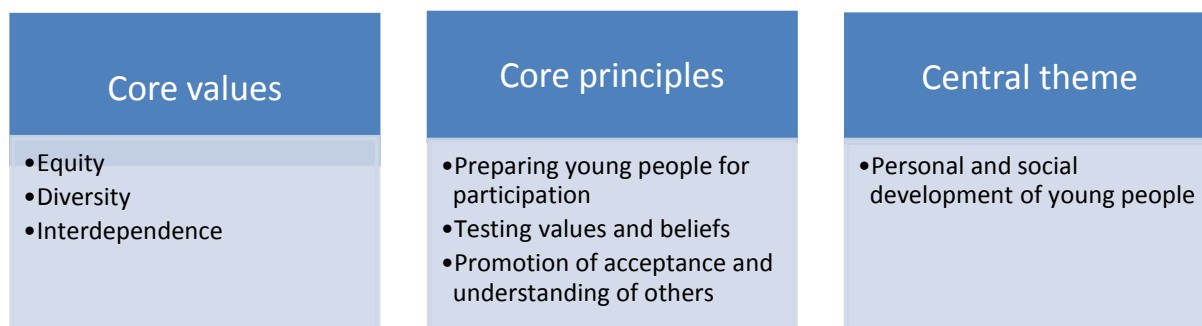 Core values
•Equity
•Diversity
•Interdependence
Core principles
•Preparing young people for
participation
•Testing values and beliefs
•Promotion of acceptance and
understanding of others
Central theme
•Personal and social
development of young people